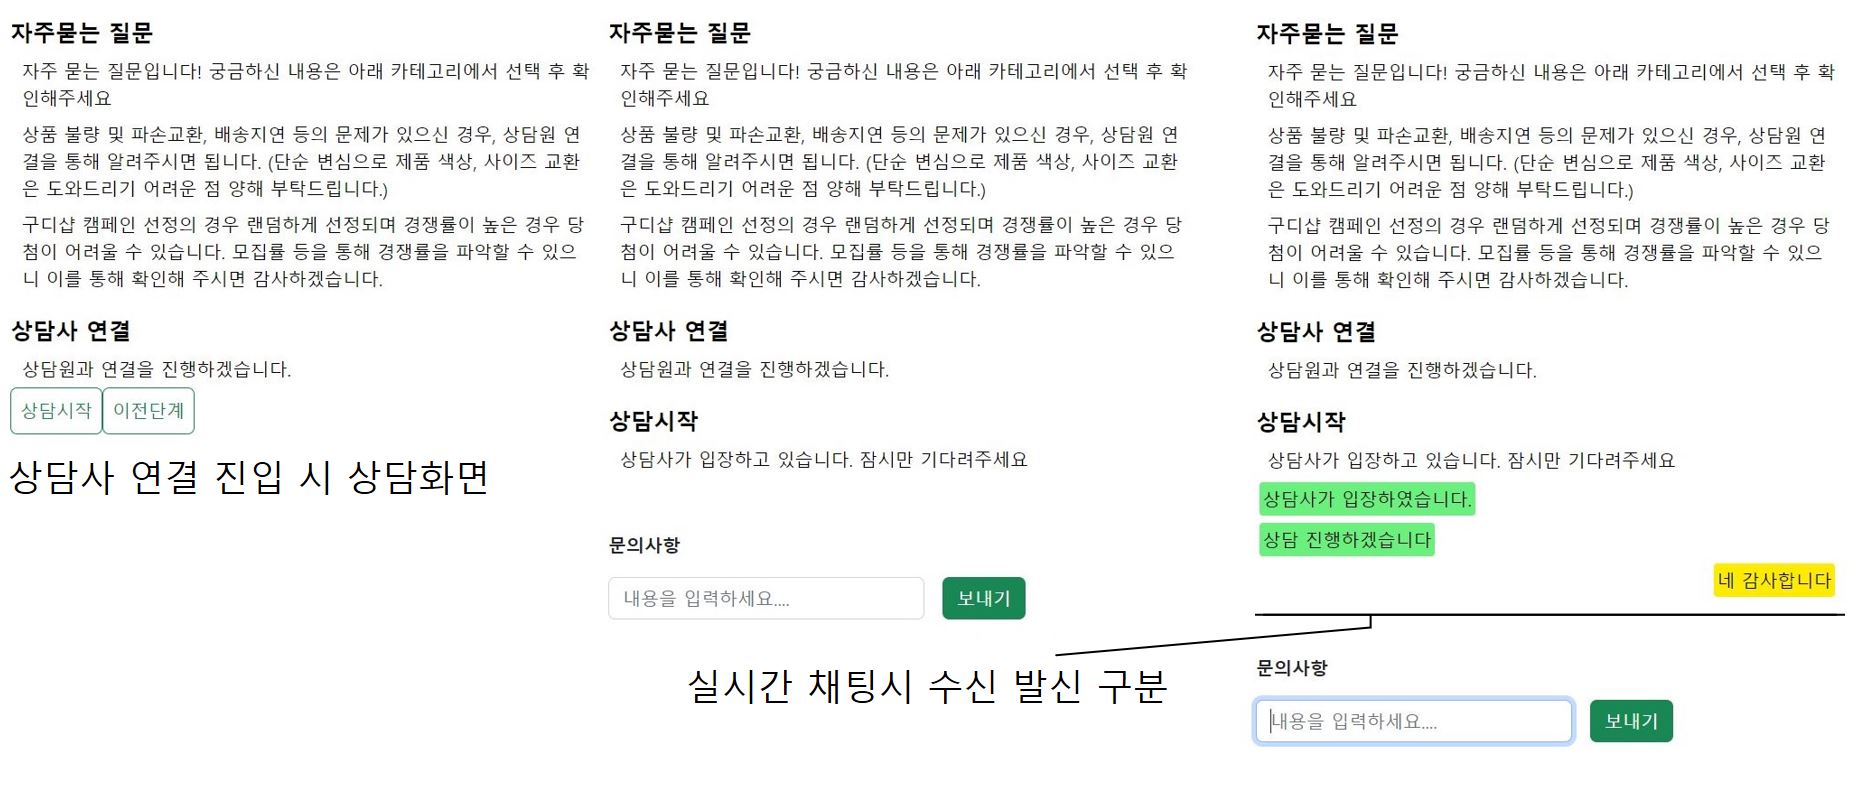 자주묻는 질문
자주 묻는 질문입니다! 궁금하신 내용은 아래 카테고리에서 선택 후 확
인해주세요
상품 불량 및 파손교환, 배송지연 등의 문제가 있으신 경우, 상담원 연
결을 통해 알려주시면 됩니다. (단순 변심으로 제품 색상, 사이즈 교환
은 도와드리기 어려운 점 양해 부탁드립니다.)
구디샵 캠페인 선정의 경우 랜덤하게 선정되며 경쟁률이 높은 경우 당
첨이 어려울 수 있습니다. 모집률 등을 통해 경쟁률을 파악할 수 있으
니 이를 통해 확인해 주시면 감사하겠습니다.
상담사 연결
상담원과 연결을 진행하겠습니다.
상담시작 이전단계
상담사 연결 진입 시 상담화면
자주묻는 질문
자주 묻는 질문입니다! 궁금하신 내용은 아래 카테고리에서 선택 후 확
인해주세요
상품 불량 및 파손교환, 배송지연 등의 문제가 있으신 경우, 상담원 연
결을 통해 알려주시면 됩니다. (단순 변심으로 제품 색상, 사이즈 교환
은 도와드리기 어려운 점 양해 부탁드립니다.)
구디샵 캠페인 선정의 경우 랜덤하게 선정되며 경쟁률이 높은 경우 당
첨이 어려울 수 있습니다. 모집률 등을 통해 경쟁률을 파악할 수 있으
니 이를 통해 확인해 주시면 감사하겠습니다.
상담사 연결
상담원과 연결을 진행하겠습니다.
상담시작
상담사가 입장하고 있습니다. 잠시만 기다려주세요
문의사항
내용을 입력하세요.... 보내기
실시간 채팅시 수신 발신 구분
자주묻는 질문
자주 묻는 질문입니다! 궁금하신 내용은 아래 카테고리에서 선택 후 확
인해주세요
상품 불량 및 파손교환, 배송지연 등의 문제가 있으신 경우, 상담원 연
결을 통해 알려주시면 됩니다. (단순 변심으로 제품 색상, 사이즈 교환
은 도와드리기 어려운 점 양해 부탁드립니다.)
구디샵 캠페인 선정의 경우 랜덤하게 선정되며 경쟁률이 높은 경우 당
첨이 어려울 수 있습니다. 모집률 등을 통해 경쟁률을 파악할 수 있으
니 이를 통해 확인해 주시면 감사하겠습니다.
상담사 연결
상담원과 연결을 진행하겠습니다.
상담시작
상담사가 입장하고 있습니다. 잠시만 기다려주세요
상담사가 입장하였습니다.
상담 진행하겠습니다
네 감사합니다
문의사항
내용을 입력하세요.... 보내기